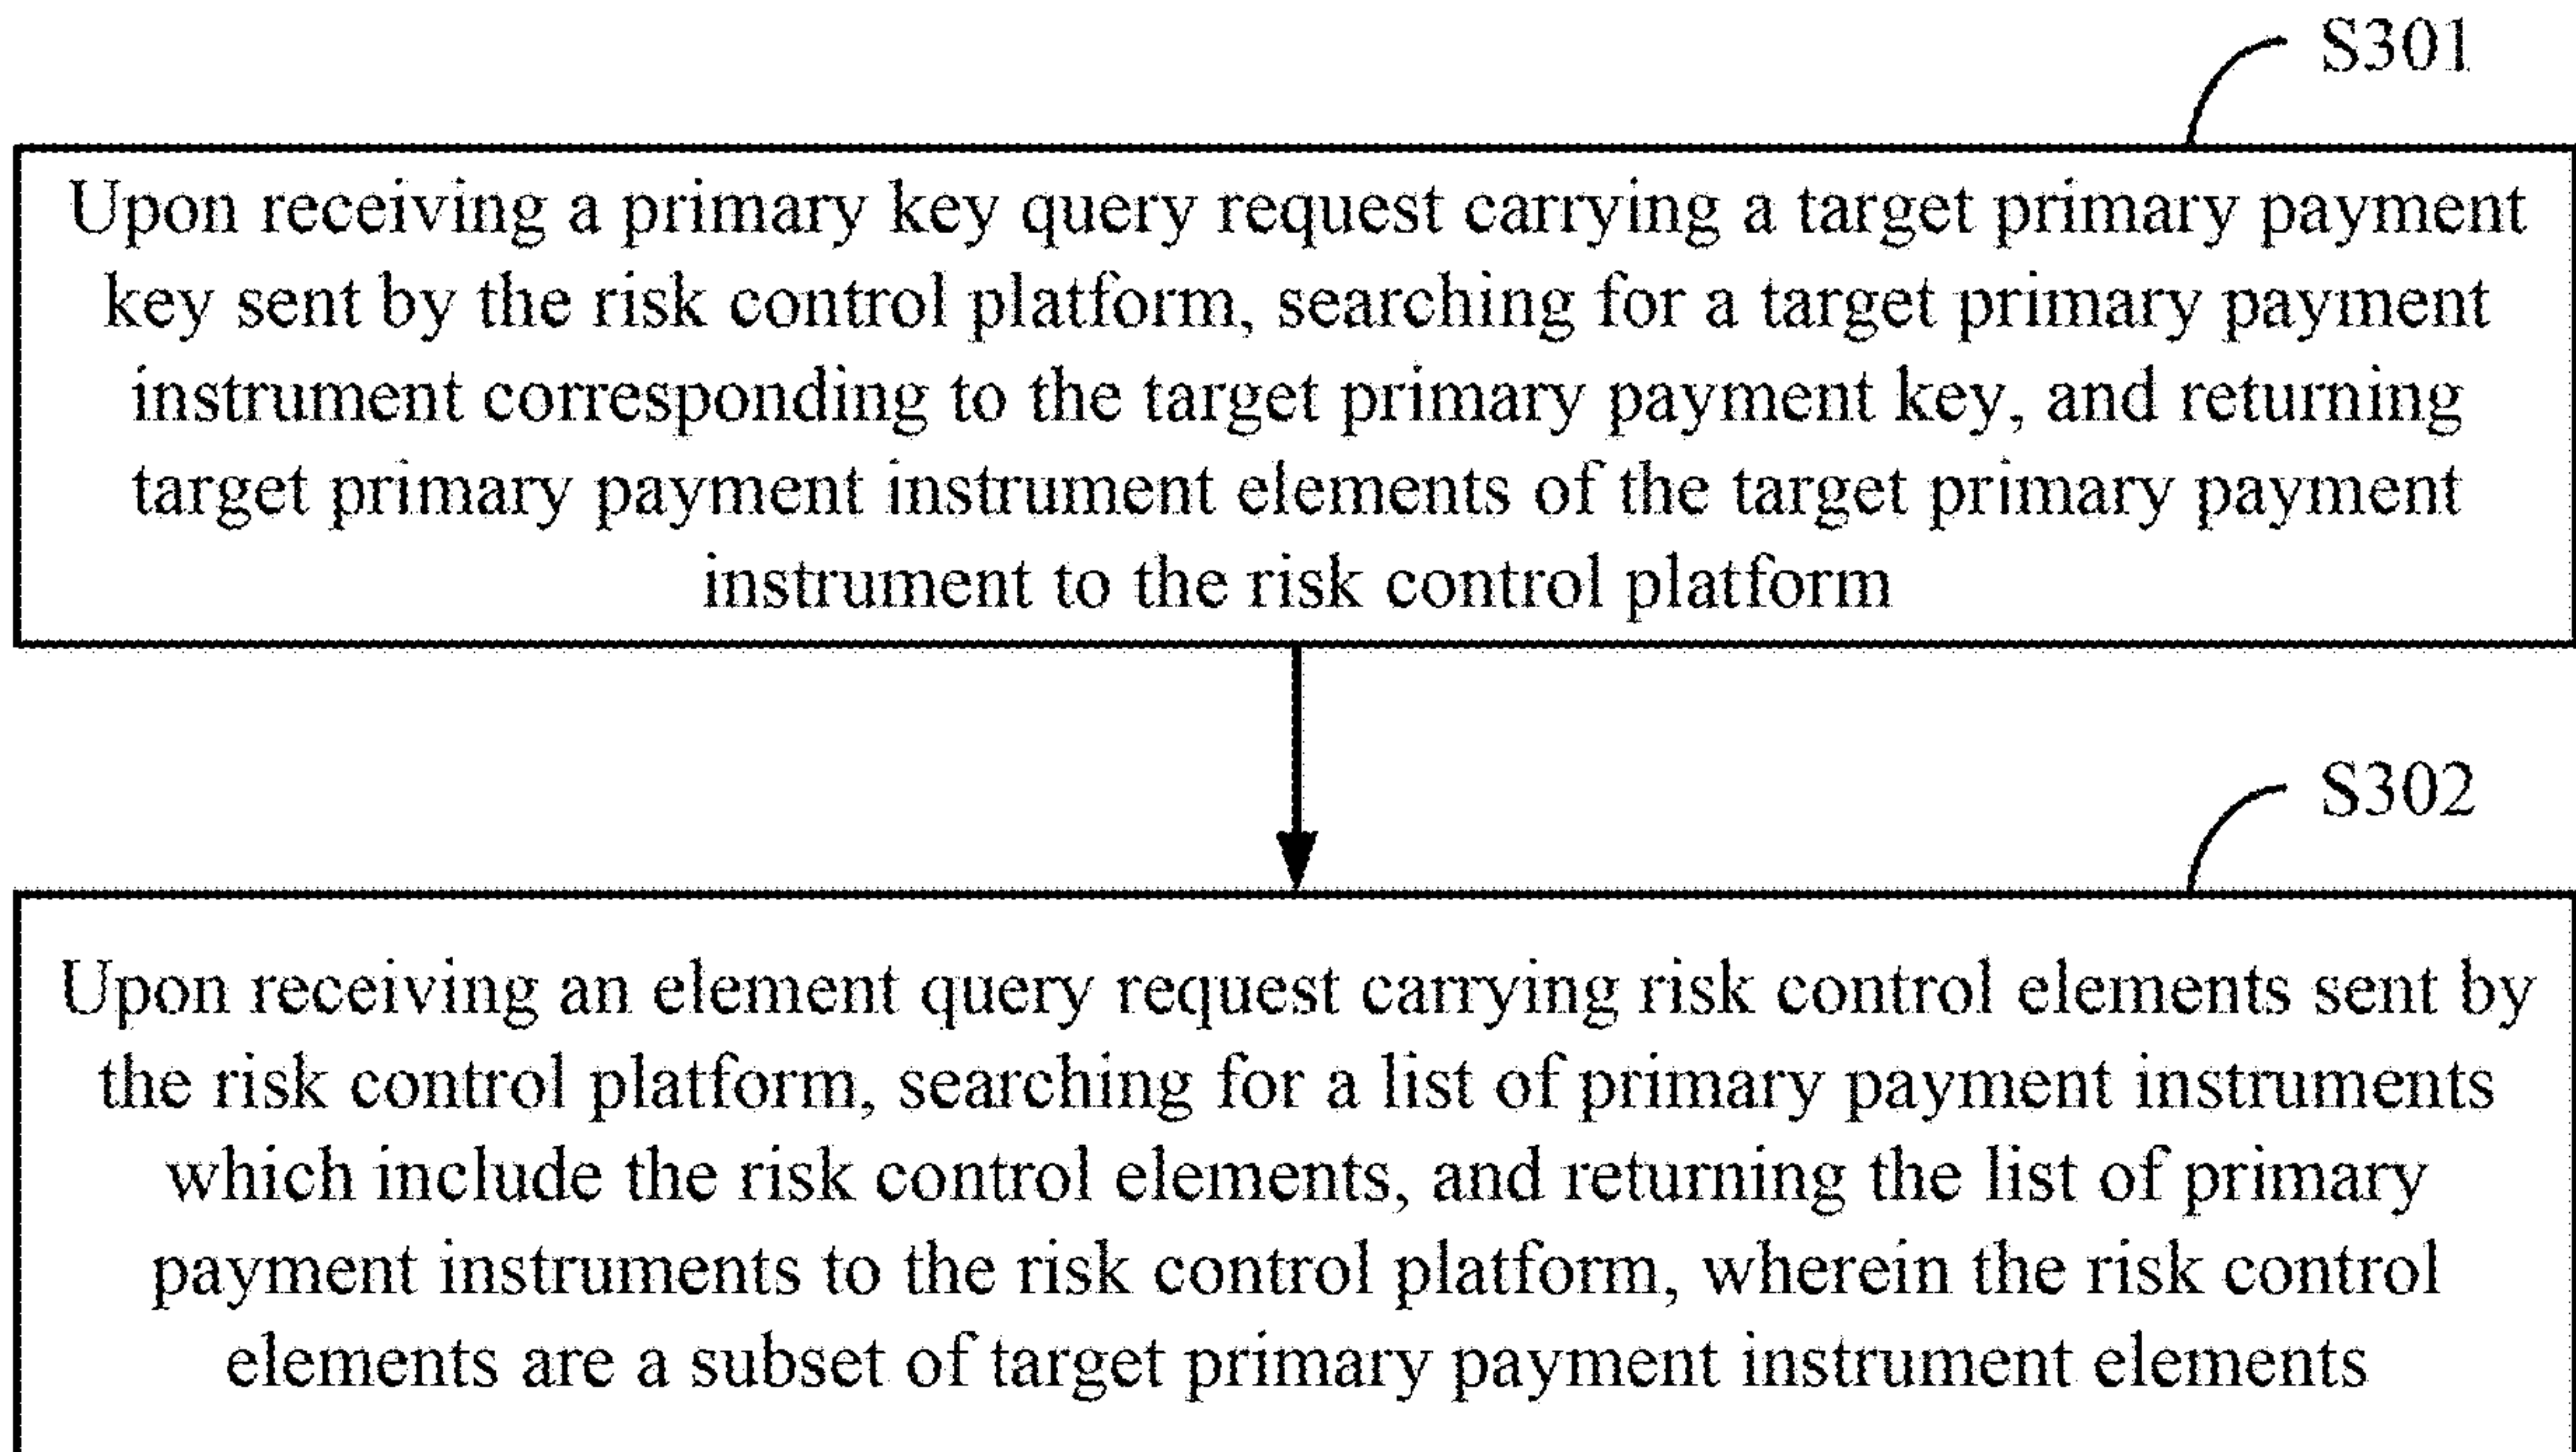 S301
Upon receiving a primary key query request carrying a target primary payment
key sent by the risk control platform, searching for a target primary payment
instrument corresponding to the target primary payment key, and returning
target primary payment instrument elements of the target primary payment
instrument to the risk control platform
S302
Upon receiving an element query request carrying risk control elements sent by
the risk control platform, searching for a list of primary payment instruments
which include the risk control elements, and returning the list of primary
payment instruments to the risk control platform, wherein the risk control
elements are a subset of target primary payment instrument elements